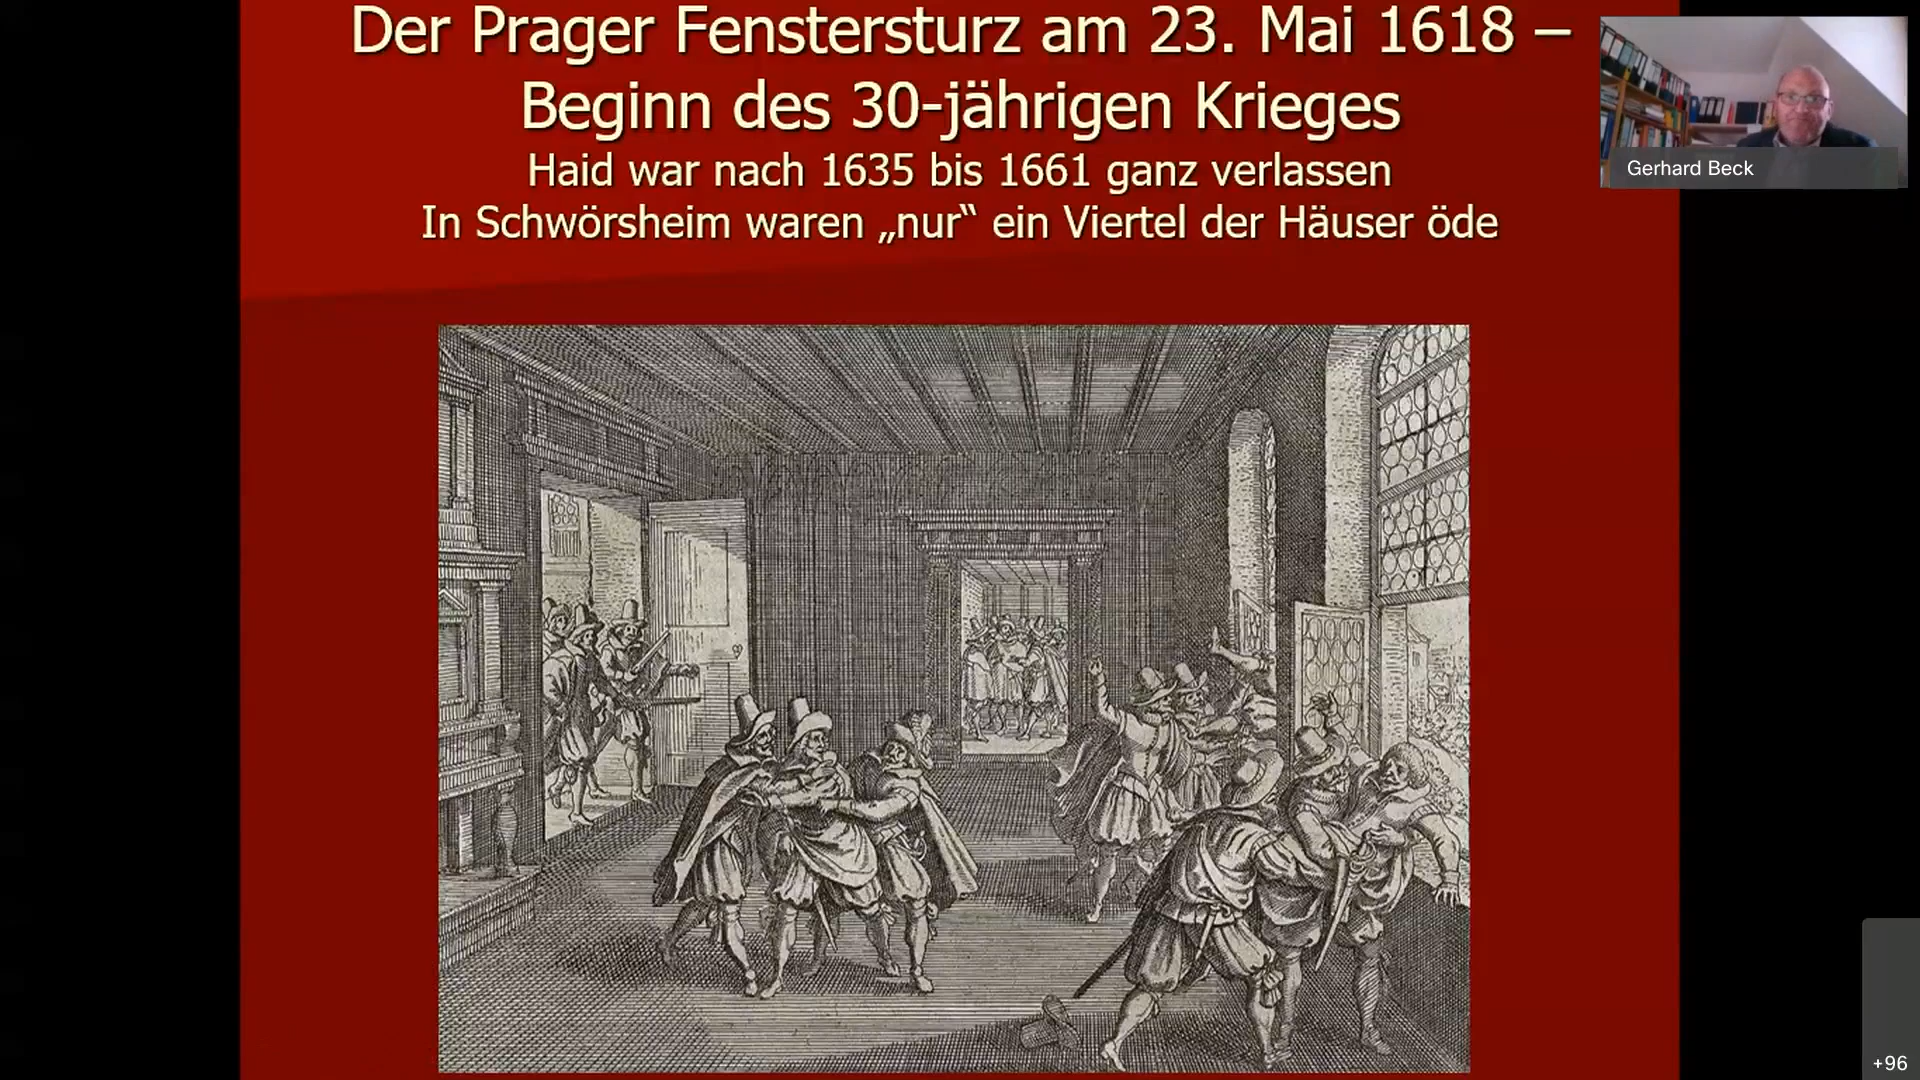 Der Prager Fenstersturz am 23. Mai 1618 –
Beginn des 30-jährigen Krieges
Haid war nach 1635 bis 1661 ganz verlassen
In Schwörsheim waren „nur“ ein Viertel der Häuser öde
Gerhard Beck
+96